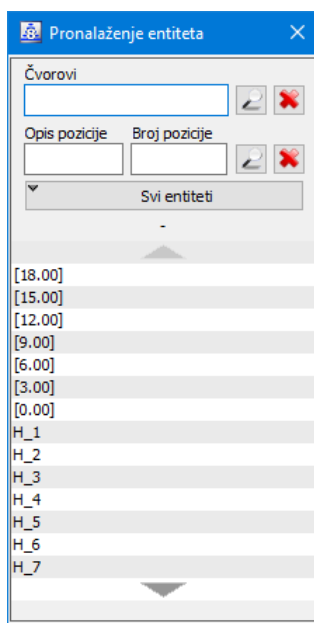 Pronalaženje entiteta
Čvorovi
Opis pozicije Broj pozicije
Svi entiteti
-
[18.00]
[15.00]
[12.00]
[9.00]
[6.00]
[3.00]
[0.00]
H_1
H_2
H_3
H_4
H_5
H_6
H_7